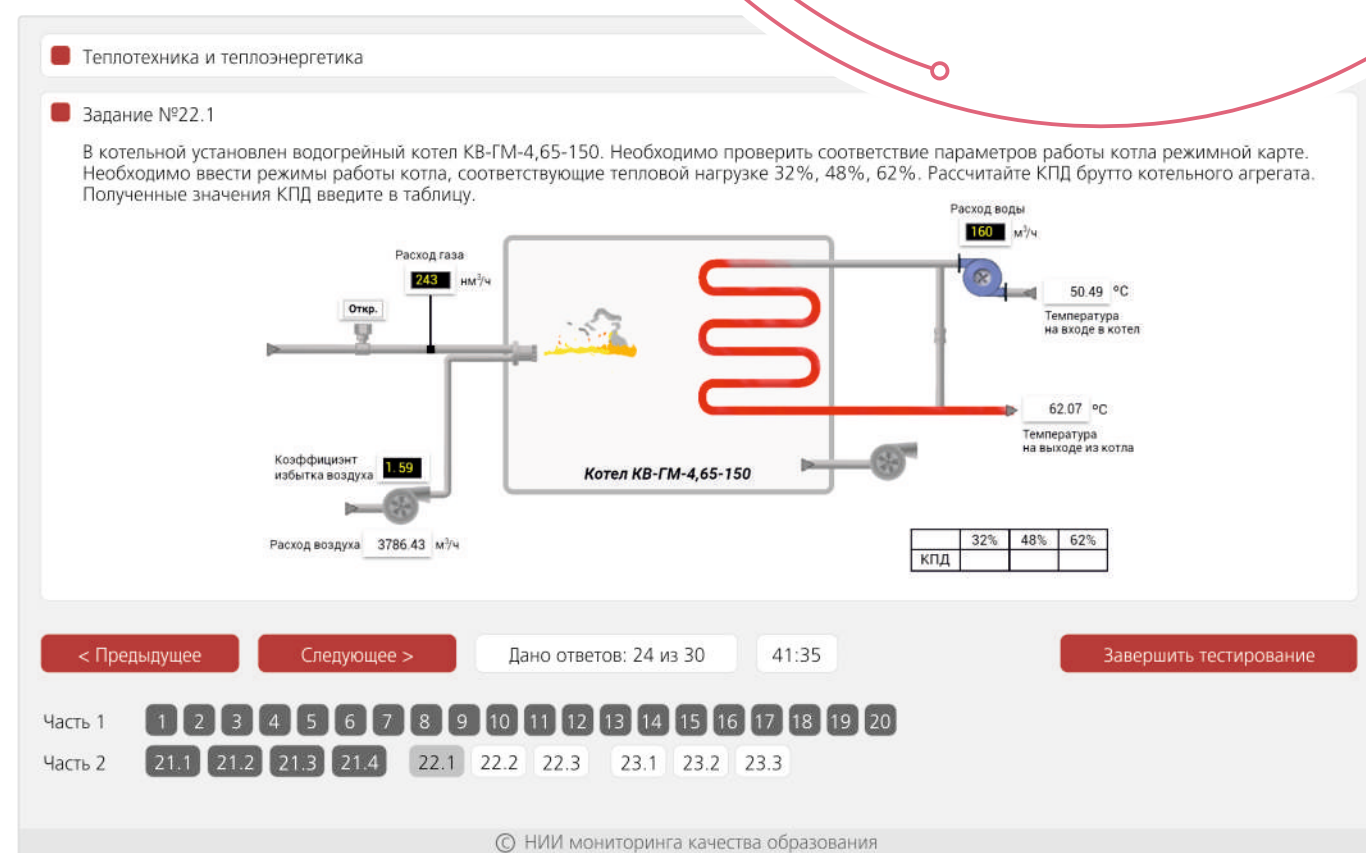 Теплотехника и теплоэнергетика
Задание №22.1
В котельной установлен водогрейный котел КВ-ГМ-4,65-150. Необходимо проверить соответствие параметров работы котла режимной карте.
Необходимо ввести режимы работы котла, соответствующие тепловой нагрузке 32%, 48%, 62%. Рассчитайте КПД брутто котельного агрегата.
Полученные значения КПД введите в таблицу.
Расход воды
160 м³/ч
Расход газа
243 нм³/ч
Откр.
50.49 °C
Температура
на входе в котел
62.07 °C
Температура
на выходе из котла
Коэффициэнт
избытка воздуха 1.59
Котел КВ-ГМ-4,65-150
Расход воздуха 3786.43 м³/ч
32% 48% 62%
КПД
< Предыдущее Следующее > Дано ответов: 24 из 30 41:35 Завершить тестирование
Часть 1 1 2 3 4 5 6 7 8 9 10 11 12 13 14 15 16 17 18 19 20
Часть 2 21.1 21.2 21.3 21.4 22.1 22.2 22.3 23.1 23.2 23.3
© НИИ мониторинга качества образования